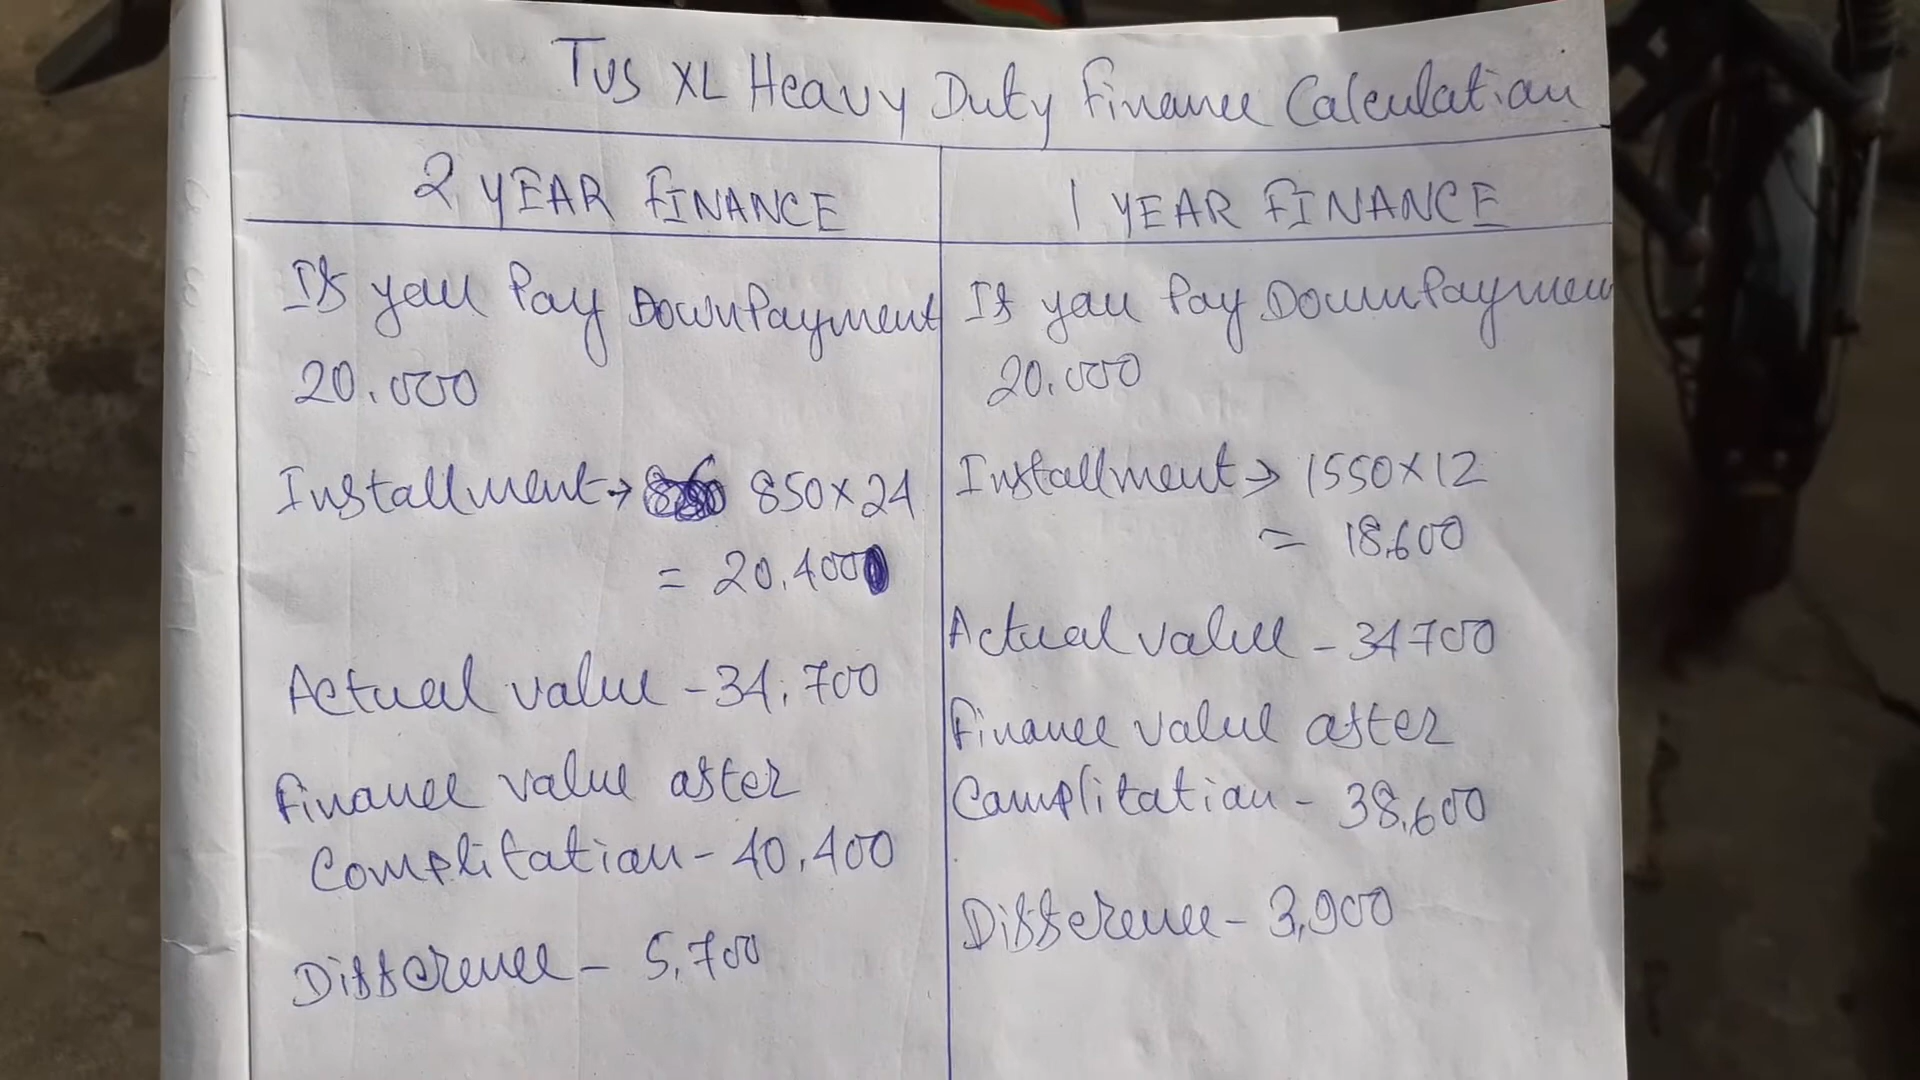 TVS XL Heavy Duty Finance Calculation
2 YEAR FINANCE
If you Pay DownPayment
20,000
Installment → 850×24
= 20,400
Actual value - 34,700
Finance value after
Complitation - 40,400
Difference - 5,700
1 YEAR FINANCE
If you Pay DownPaymen
20,000
Installment → 1550×12
= 18,600
Actual value - 34700
Finance value after
Complitation - 38,600
Difference - 3,900